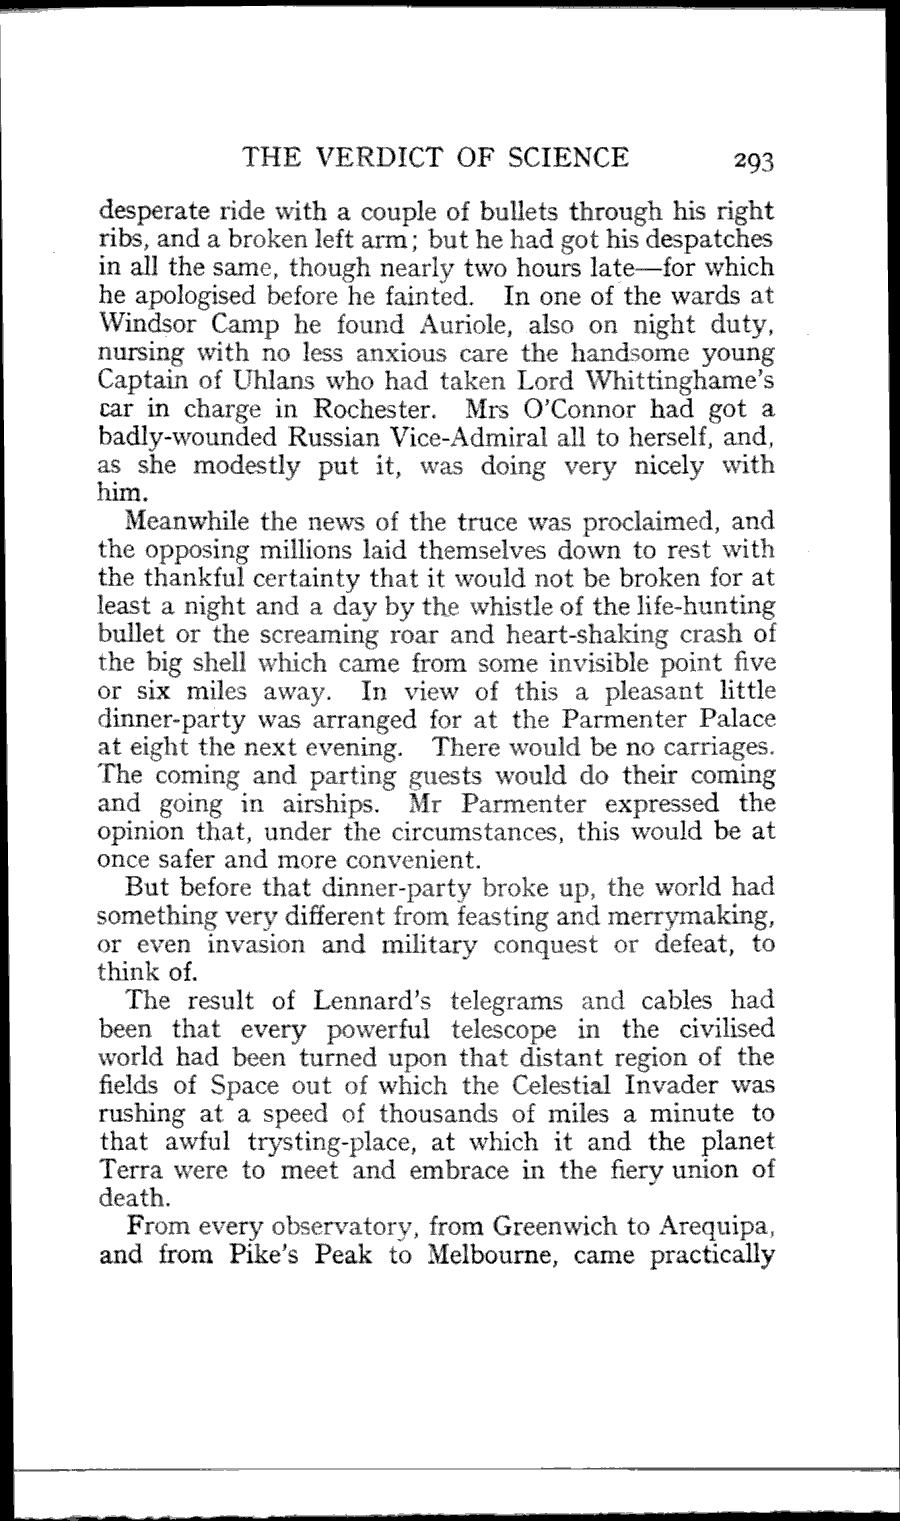 THE VERDICT OF SCIENCE 293
desperate ride with a couple of bullets through his right
ribs, and a broken left arm; but he had got his despatches
in all the same, though nearly two hours late—for which
he apologised before he fainted. In one of the wards at
Windsor Camp he found Auriole, also on night duty,
nursing with no less anxious care the handsome young
Captain of Uhlans who had taken Lord Whittinghame's
car in charge in Rochester. Mrs O'Connor had got a
badly-wounded Russian Vice-Admiral all to herself, and,
as she modestly put it, was doing very nicely with
him.
Meanwhile the news of the truce was proclaimed, and
the opposing millions laid themselves down to rest with
the thankful certainty that it would not be broken for at
least a night and a day by the whistle of the life-hunting
bullet or the screaming roar and heart-shaking crash of
the big shell which came from some invisible point five
or six miles away. In view of this a pleasant little
dinner-party was arranged for at the Parmenter Palace
at eight the next evening. There would be no carriages.
The coming and parting guests would do their coming
and going in airships. Mr Parmenter expressed the
opinion that, under the circumstances, this would be at
once safer and more convenient.
But before that dinner-party broke up, the world had
something very different from feasting and merrymaking,
or even invasion and military conquest or defeat, to
think of.
The result of Lennard's telegrams and cables had
been that every powerful telescope in the civilised
world had been turned upon that distant region of the
fields of Space out of which the Celestial Invader was
rushing at a speed of thousands of miles a minute to
that awful trysting-place, at which it and the planet
Terra were to meet and embrace in the fiery union of
death.
From every observatory, from Greenwich to Arequipa,
and from Pike's Peak to Melbourne, came practically